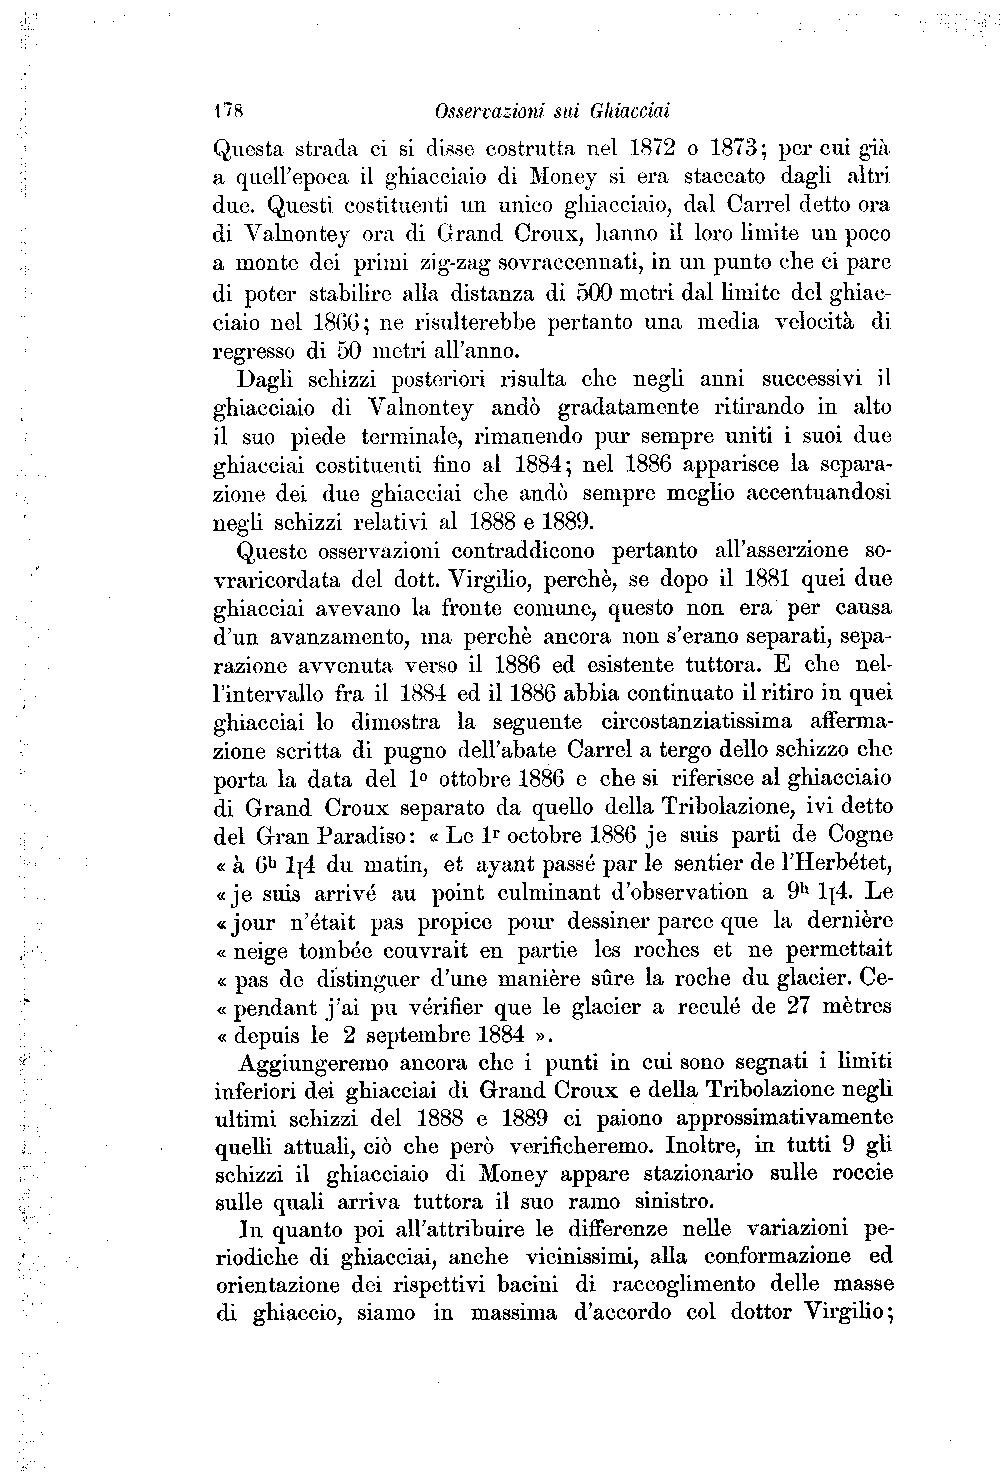 178 Osservazioni sui Ghiacciai
Questa strada ci si disse costrutta nel 1872 o 1873; per cui già
a quell'epoca il ghiacciaio di Money si era staccato dagli altri
due. Questi costituenti un unico ghiacciaio, dal Carrel detto ora
di Valnontey ora di Grand Croux, hanno il loro limite un poco
a monte dei primi zig-zag sovraccennati, in un punto che ci pare
di poter stabilire alla distanza di 500 metri dal limite del ghiac-
ciaio nel 1866; ne risulterebbe pertanto una media velocità di
regresso di 50 metri all'anno.
Dagli schizzi posteriori risulta che negli anni successivi il
ghiacciaio di Valnontey andò gradatamente ritirando in alto
il suo piede terminale, rimanendo pur sempre uniti i suoi due
ghiacciai costituenti fino al 1884; nel 1886 apparisce la separa-
zione dei due ghiacciai che andò sempre meglio accentuandosi
negli schizzi relativi al 1888 e 1889.
Queste osservazioni contraddicono pertanto all'asserzione so-
vraricordata del dott. Virgilio, perchè, se dopo il 1881 quei due
ghiacciai avevano la fronte comune, questo non era per causa
d'un avanzamento, ma perchè ancora non s'erano separati, sepa-
razione avvenuta verso il 1886 ed esistente tuttora. E che nel-
l'intervallo fra il 1884 ed il 1886 abbia continuato il ritiro in quei
ghiacciai lo dimostra la seguente circostanziatissima afferma-
zione scritta di pugno dell'abate Carrel a tergo dello schizzo che
porta la data del 1º ottobre 1886 e che si riferisce al ghiacciaio
di Grand Croux separato da quello della Tribolazione, ivi detto
del Gran Paradiso: « Le 1ʳ octobre 1886 je suis parti de Cogne
« à 6ʰ 1ꞁ4 du matin, et ayant passé par le sentier de l'Herbétet,
« je suis arrivé au point culminant d'observation a 9ʰ 1ꞁ4. Le
« jour n'était pas propice pour dessiner parce que la dernière
« neige tombée couvrait en partie les roches et ne permettait
« pas de distinguer d'une manière sûre la roche du glacier. Ce-
« pendant j'ai pu vérifier que le glacier a reculé de 27 mètres
« depuis le 2 septembre 1884 ».
Aggiungeremo ancora che i punti in cui sono segnati i limiti
inferiori dei ghiacciai di Grand Croux e della Tribolazione negli
ultimi schizzi del 1888 e 1889 ci paiono approssimativamente
quelli attuali, ciò che però verificheremo. Inoltre, in tutti 9 gli
schizzi il ghiacciaio di Money appare stazionario sulle roccie
sulle quali arriva tuttora il suo ramo sinistro.
In quanto poi all'attribuire le differenze nelle variazioni pe-
riodiche di ghiacciai, anche vicinissimi, alla conformazione ed
orientazione dei rispettivi bacini di raccoglimento delle masse
di ghiaccio, siamo in massima d'accordo col dottor Virgilio;